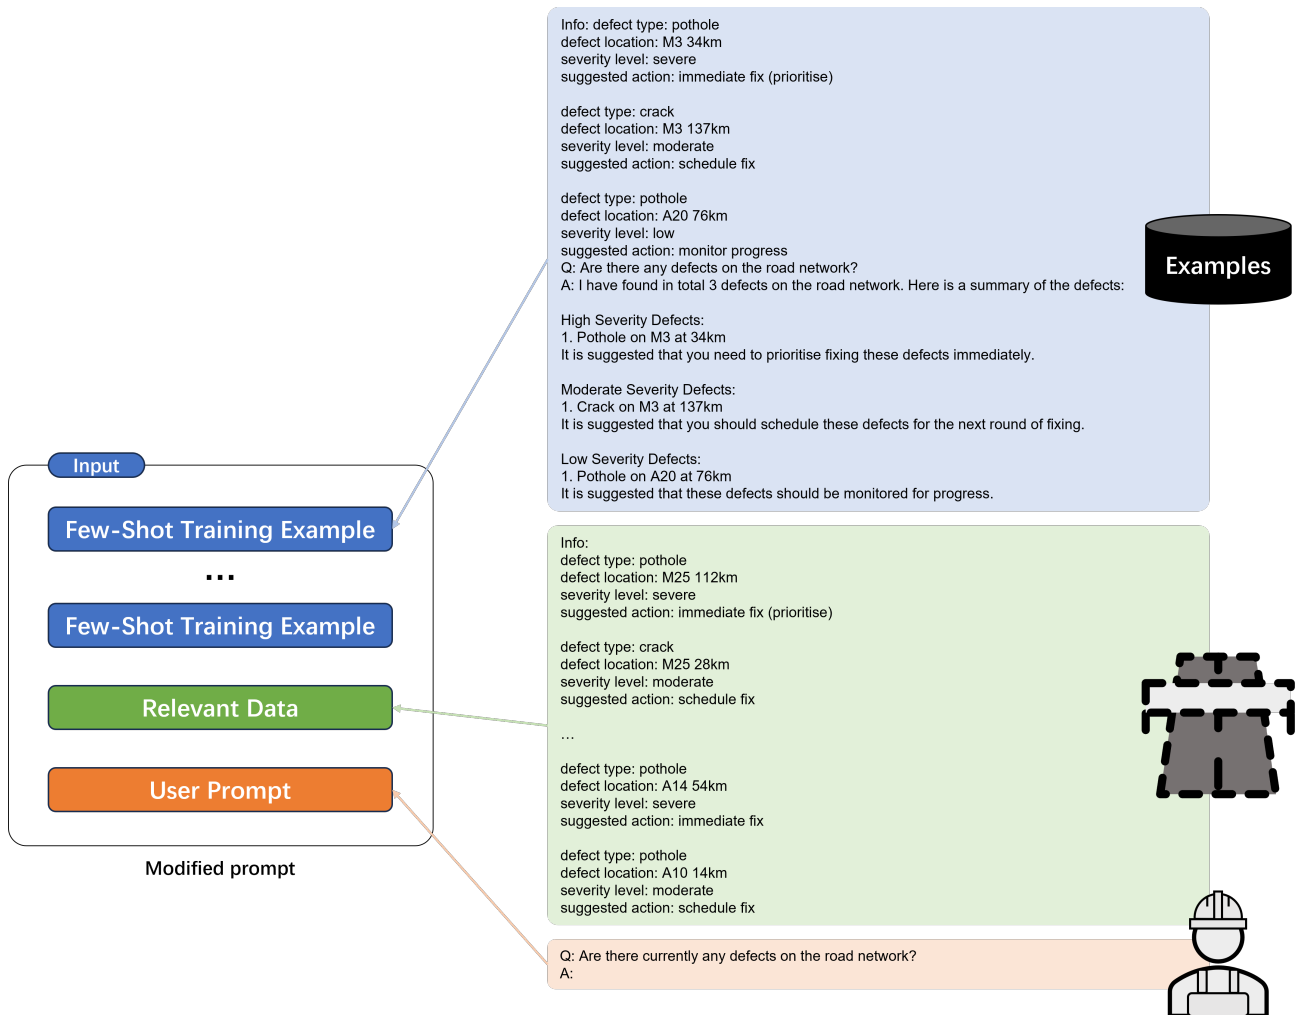 Info: defect type: pothole
defect location: M3 34km
severity level: severe
suggested action: immediate fix (prioritise)
defect type: crack
defect location: M3 137km
severity level: moderate
suggested action: schedule fix
defect type: pothole
defect location: A20 76km
severity level: low
suggested action: monitor progress
Q: Are there any defects on the road network?
A: I have found in total 3 defects on the road network. Here is a summary of the defects:
High Severity Defects:
1. Pothole on M3 at 34km
It is suggested that you need to prioritise fixing these defects immediately.
Moderate Severity Defects:
1. Crack on M3 at 137km
It is suggested that you should schedule these defects for the next round of fixing.
Low Severity Defects:
1. Pothole on A20 at 76km
It is suggested that these defects should be monitored for progress.
Examples
Input
Few-Shot Training Example
...
Few-Shot Training Example
Relevant Data
User Prompt
Modified prompt
Info:
defect type: pothole
defect location: M25 112km
severity level: severe
suggested action: immediate fix (prioritise)
defect type: crack
defect location: M25 28km
severity level: moderate
suggested action: schedule fix
...
defect type: pothole
defect location: A14 54km
severity level: severe
suggested action: immediate fix
defect type: pothole
defect location: A10 14km
severity level: moderate
suggested action: schedule fix
Q: Are there currently any defects on the road network?
A: